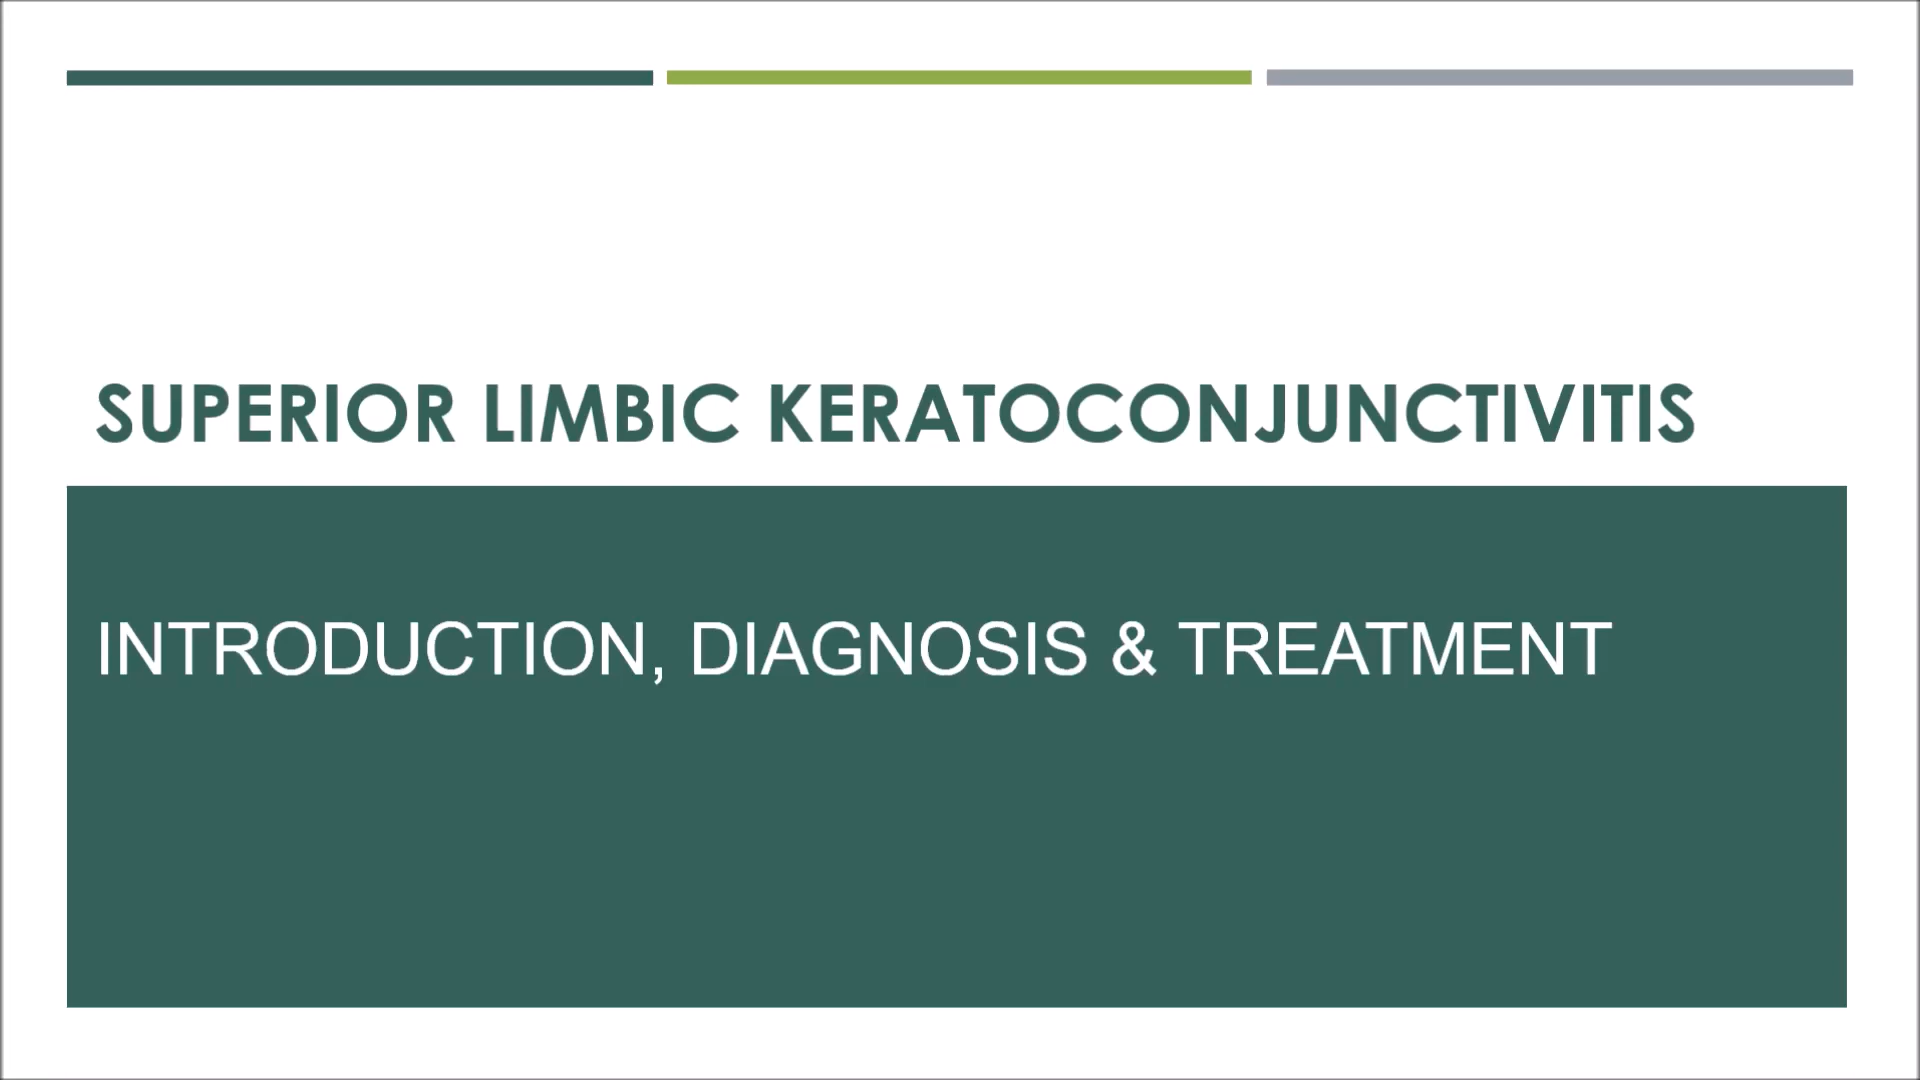 SUPERIOR LIMBIC KERATOCONJUNCTIVITIS
INTRODUCTION, DIAGNOSIS & TREATMENT